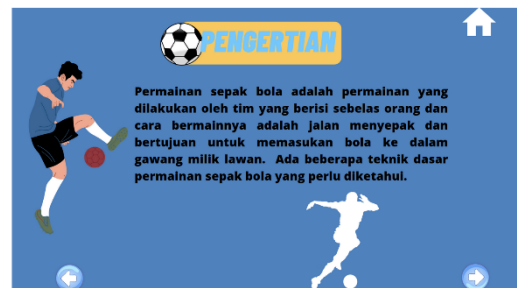 PENGERTIAN
Permainan sepak bola adalah permainan yang
dilakukan oleh tim yang berisi sebelas orang dan
cara bermainnya adalah jalan menyepak dan
bertujuan untuk memasukan bola ke dalam
gawang milik lawan. Ada beberapa teknik dasar
permainan sepak bola yang perlu diketahui.